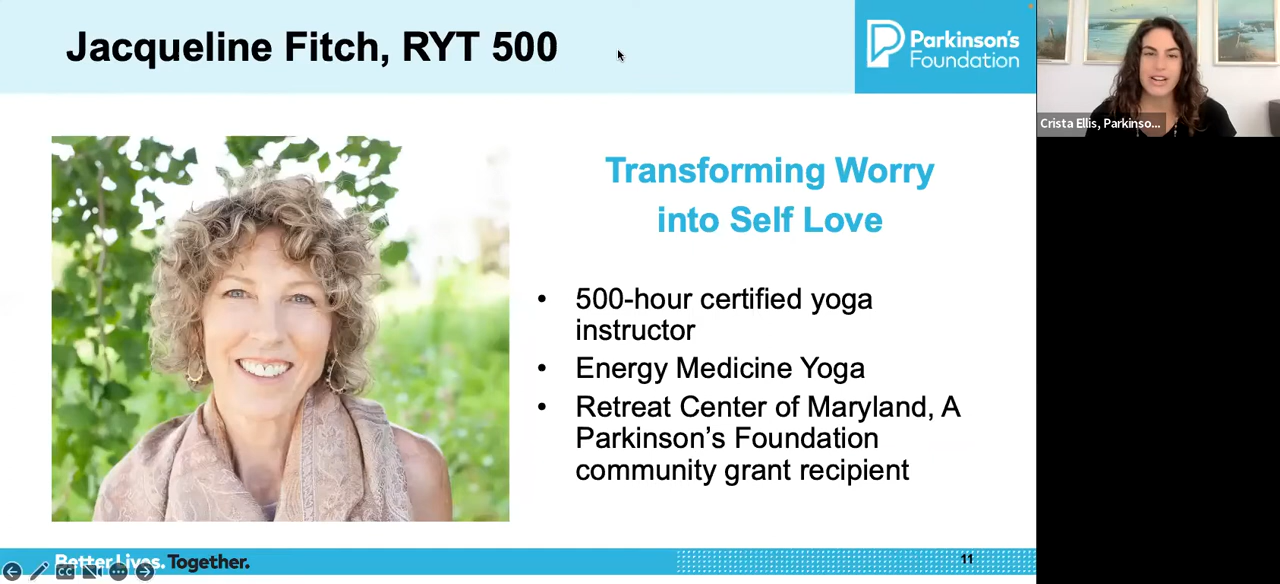 Jacqueline Fitch, RYT 500
Parkinson's
Foundation
Crista Ellis, Parkinso...
Transforming Worry
into Self Love
• 500-hour certified yoga
instructor
• Energy Medicine Yoga
• Retreat Center of Maryland, A
Parkinson’s Foundation
community grant recipient
Better Lives. Together.
11
CC